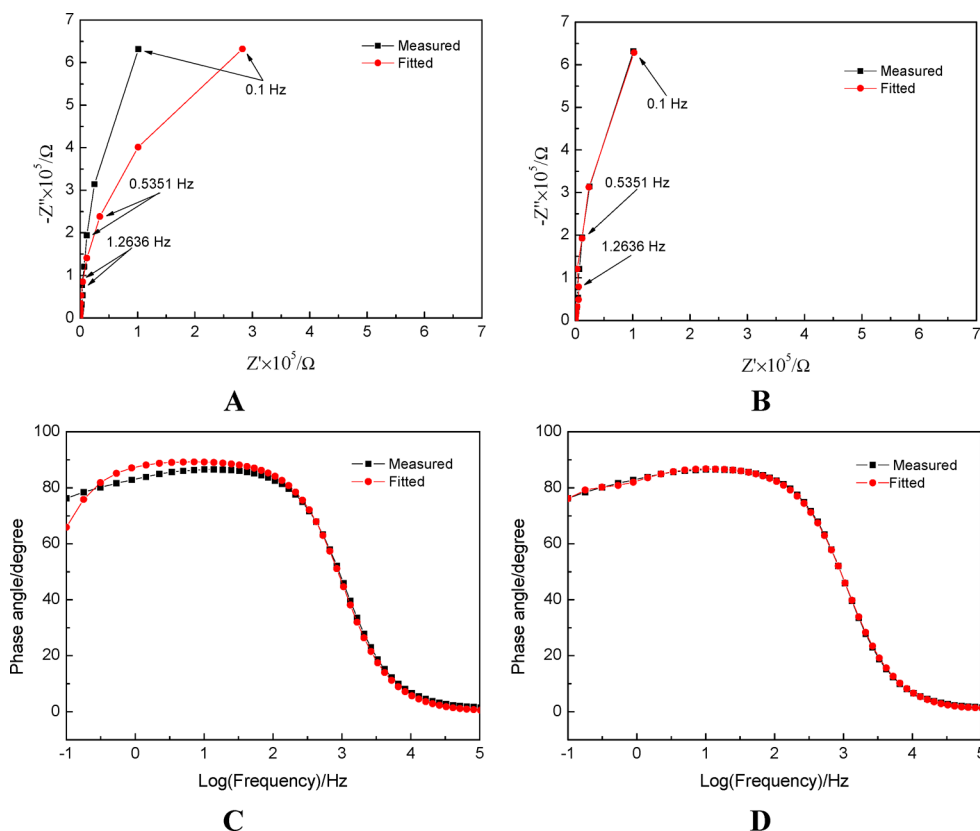 7
6
5
4
3
2
1
0
-Z''×10⁵/Ω
Measured
Fitted
0.1 Hz
0.5351 Hz
1.2636 Hz
0 1 2 3 4 5 6 7
Z'×10⁵/Ω
A
7
6
5
4
3
2
1
0
-Z''×10⁵/Ω
Measured
Fitted
0.1 Hz
0.5351 Hz
1.2636 Hz
0 1 2 3 4 5 6 7
Z'×10⁵/Ω
B
100
80
60
40
20
0
Phase angle/degree
Measured
Fitted
-1 0 1 2 3 4 5
Log(Frequency)/Hz
C
100
80
60
40
20
0
Phase angle/degree
Measured
Fitted
-1 0 1 2 3 4 5
Log(Frequency)/Hz
D